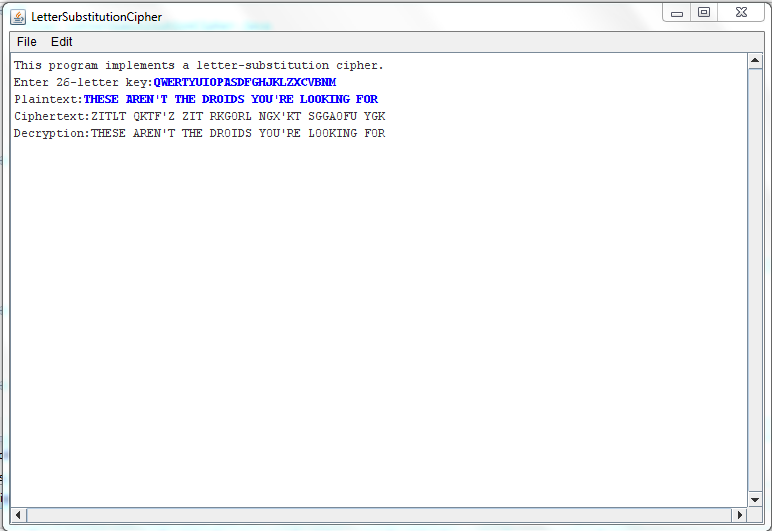 LetterSubstitutionCipher
File Edit
This program implements a letter-substitution cipher.
Enter 26-letter key:QWERTYUIOPASDFGHJKLZXCVBNM
Plaintext:THESE AREN'T THE DROIDS YOU'RE LOOKING FOR
Ciphertext:ZITLT QKTF'Z ZIT RKGORL NGX'KT SGGAOFU YGK
Decryption:THESE AREN'T THE DROIDS YOU'RE LOOKING FOR